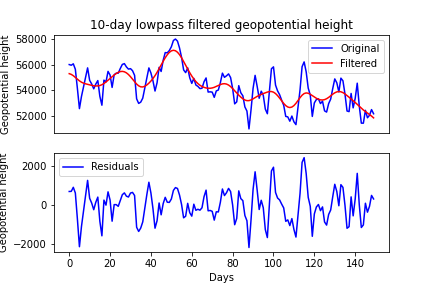 10-day lowpass filtered geopotential height
Geopotential height
58000
56000
54000
52000
Original
Filtered
Geopotential height
2000
0
−2000
Residuals
0 20 40 60 80 100 120 140
Days